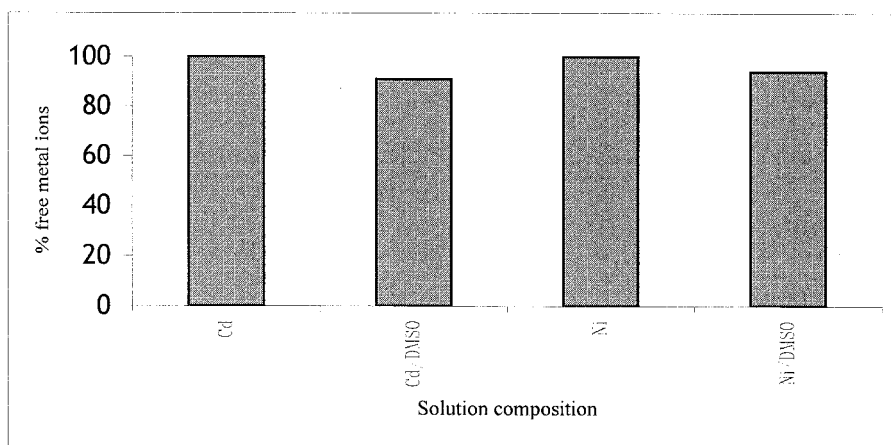 100
80
60
40
20
0
% free metal ions
Cd
Cd/DMSO
Ni
Ni/DMSO
Solution composition